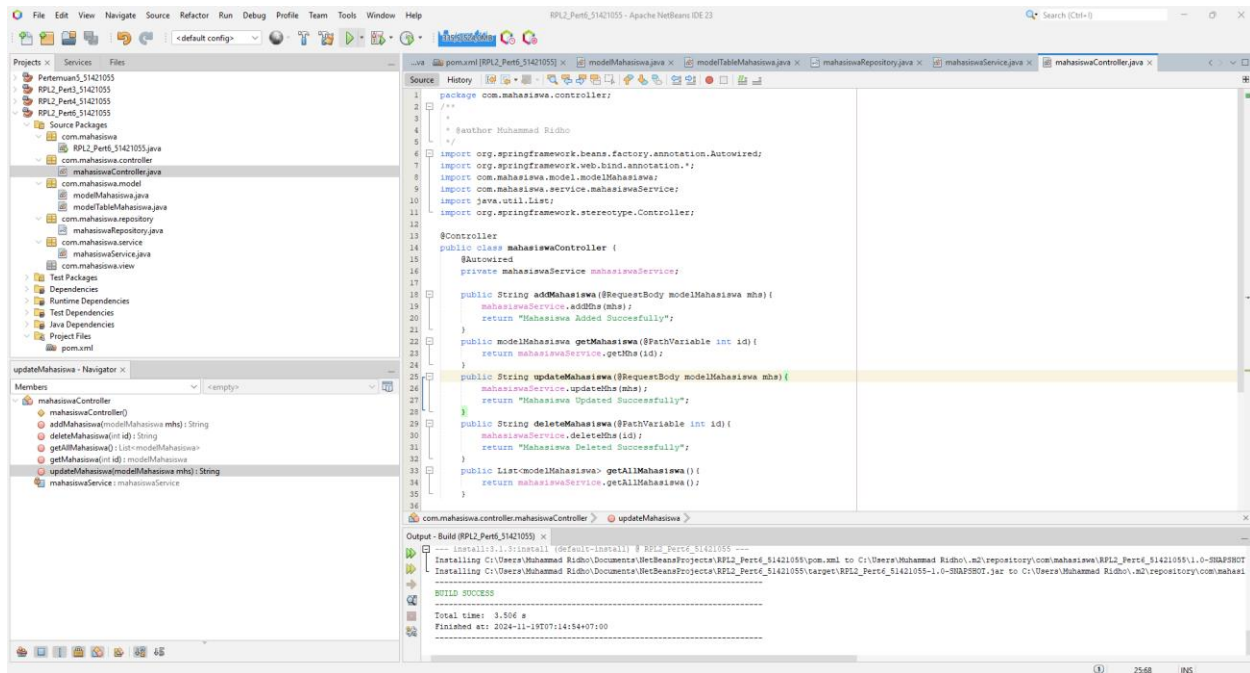 File Edit View Navigate Source Refactor Run Debug Profile Team Tools Window Help
RPL2_Pert6_51421055 - Apache NetBeans IDE 23
Search (Ctrl+I)
<default config>
Projects
Services
Files
Pertemuan5_51421055
RPL2_Pert3_51421055
RPL2_Pert4_51421055
RPL2_Pert6_51421055
Source Packages
com.mahasiswa
RPL2_Pert6_51421055.java
com.mahasiswa.controller
mahasiswaController.java
com.mahasiswa.model
modelMahasiswa.java
modelTableMahasiswa.java
com.mahasiswa.repository
mahasiswaRepository.java
com.mahasiswa.service
mahasiswaService.java
com.mahasiswa.view
Test Packages
Dependencies
Runtime Dependencies
Test Dependencies
Java Dependencies
Project Files
pom.xml
updateMahasiswa - Navigator
Members
<empty>
mahasiswaController
mahasiswaController()
addMahasiswa(modelMahasiswa mhs) : String
deleteMahasiswa(int id) : String
getAllMahasiswa() : List<modelMahasiswa>
getMahasiswa(int id) : modelMahasiswa
updateMahasiswa(modelMahasiswa mhs) : String
mahasiswaService : mahasiswaService
...va pom.xml [RPL2_Pert6_51421055] modelMahasiswa.java modelTableMahasiswa.java mahasiswaRepository.java mahasiswaService.java mahasiswaController.java
Source History
1 package com.mahasiswa.controller;
2 /**
3 *
4 * @author Muhammad Ridho
5 */
6 import org.springframework.beans.factory.annotation.Autowired;
7 import org.springframework.web.bind.annotation.*;
8 import com.mahasiswa.model.modelMahasiswa;
9 import com.mahasiswa.service.mahasiswaService;
10 import java.util.List;
11 import org.springframework.stereotype.Controller;
12
13 @Controller
14 public class mahasiswaController {
15 @Autowired
16 private mahasiswaService mahasiswaService;
17
18 public String addMahasiswa(@RequestBody modelMahasiswa mhs){
19 mahasiswaService.addMhs(mhs);
20 return "Mahasiswa Added Succesfully";
21 }
22 public modelMahasiswa getMahasiswa(@PathVariable int id){
23 return mahasiswaService.getMhs(id);
24 }
25 public String updateMahasiswa(@RequestBody modelMahasiswa mhs){
26 mahasiswaService.updateMhs(mhs);
27 return "Mahasiswa Updated Successfully";
28 }
29 public String deleteMahasiswa(@PathVariable int id){
30 mahasiswaService.deleteMhs(id);
31 return "Mahasiswa Deleted Successfully";
32 }
33 public List<modelMahasiswa> getAllMahasiswa(){
34 return mahasiswaService.getAllMahasiswa();
35 }
36
com.mahasiswa.controller.mahasiswaController updateMahasiswa
Output - Build (RPL2_Pert6_51421055)
--- install:3.1.3:install (default-install) @ RPL2_Pert6_51421055 ---
Installing C:\Users\Muhammad Ridho\Documents\NetBeansProjects\RPL2_Pert6_51421055\pom.xml to C:\Users\Muhammad Ridho\.m2\repository\com\mahasiswa\RPL2_Pert6_51421055\1.0-SNAPSHOT
Installing C:\Users\Muhammad Ridho\Documents\NetBeansProjects\RPL2_Pert6_51421055\target\RPL2_Pert6_51421055-1.0-SNAPSHOT.jar to C:\Users\Muhammad Ridho\.m2\repository\com\mahasi
------------------------------------------------------------------------
BUILD SUCCESS
------------------------------------------------------------------------
Total time: 3.506 s
Finished at: 2024-11-19T07:14:54+07:00
------------------------------------------------------------------------
1
25:68
INS